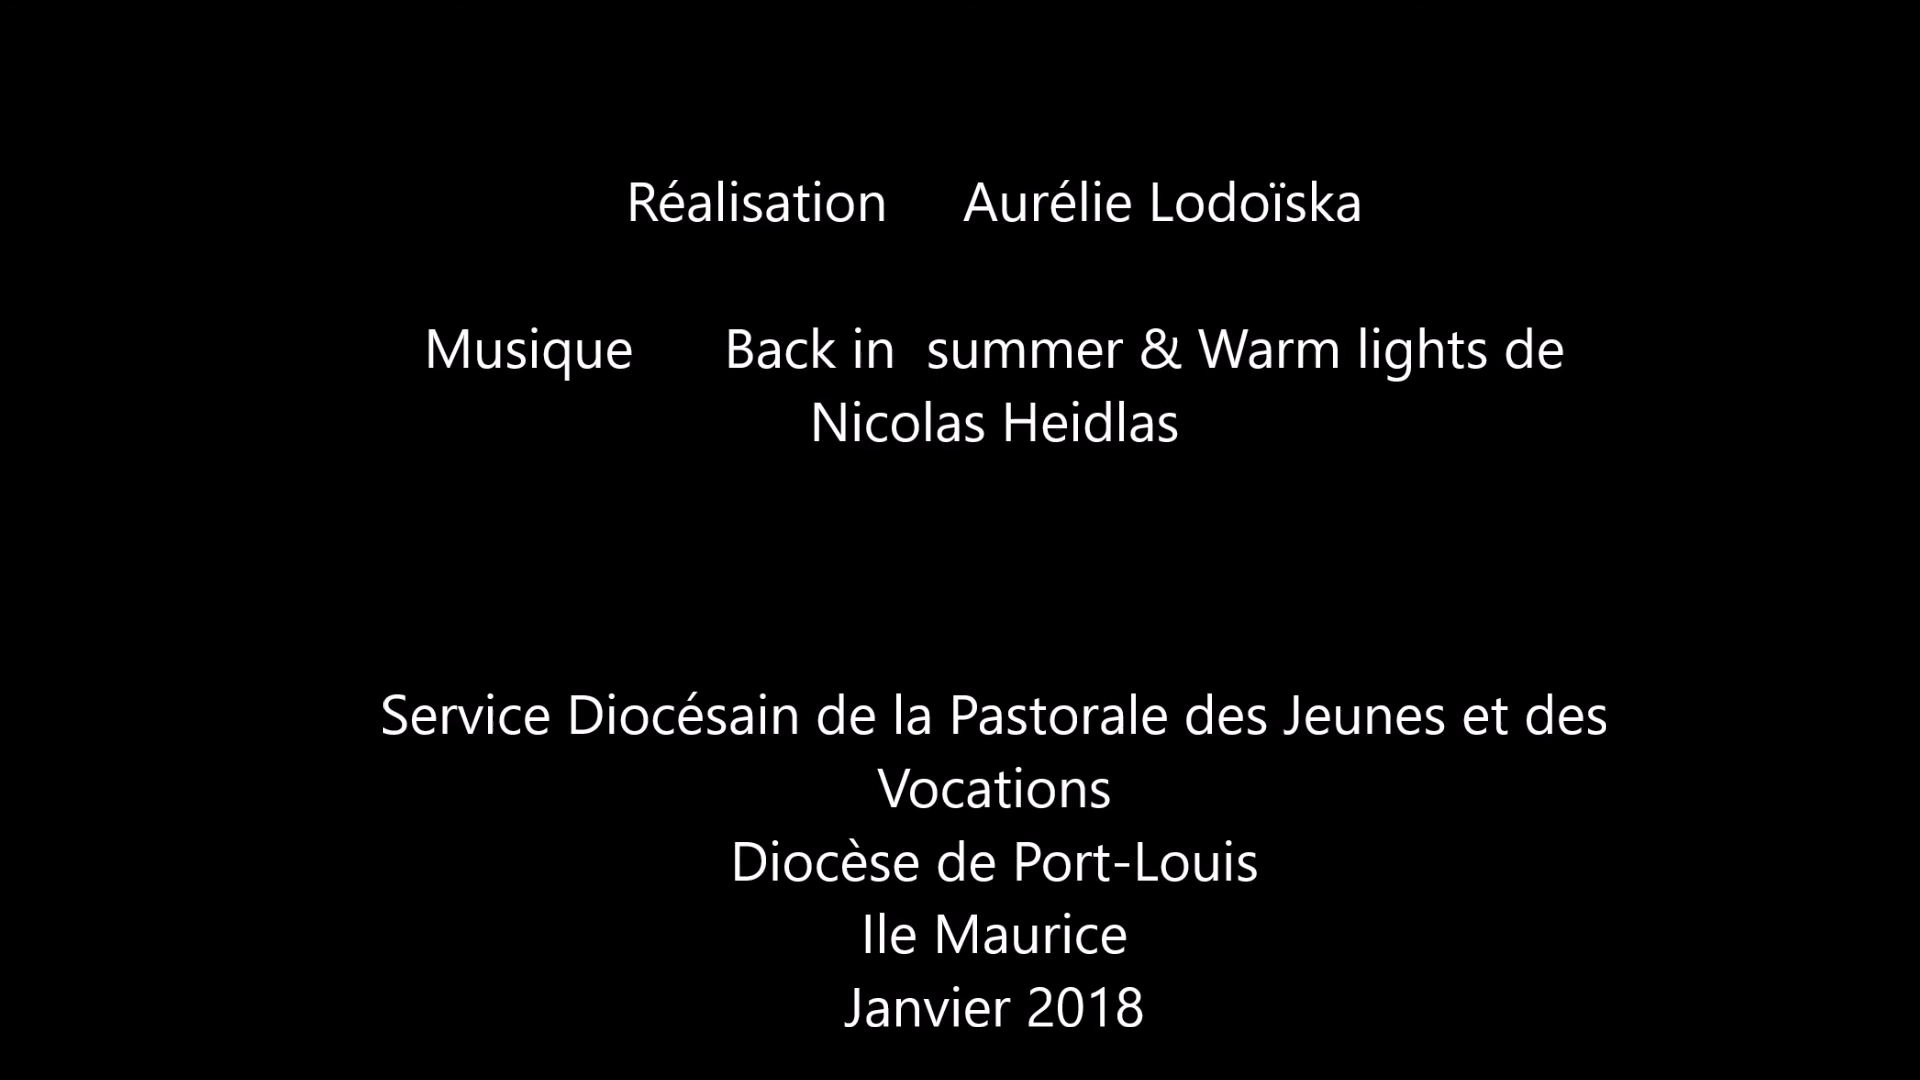 Réalisation Aurélie Lodoïska
Musique Back in summer & Warm lights de
Nicolas Heidlas
Service Diocésain de la Pastorale des Jeunes et des
Vocations
Diocèse de Port-Louis
Ile Maurice
Janvier 2018